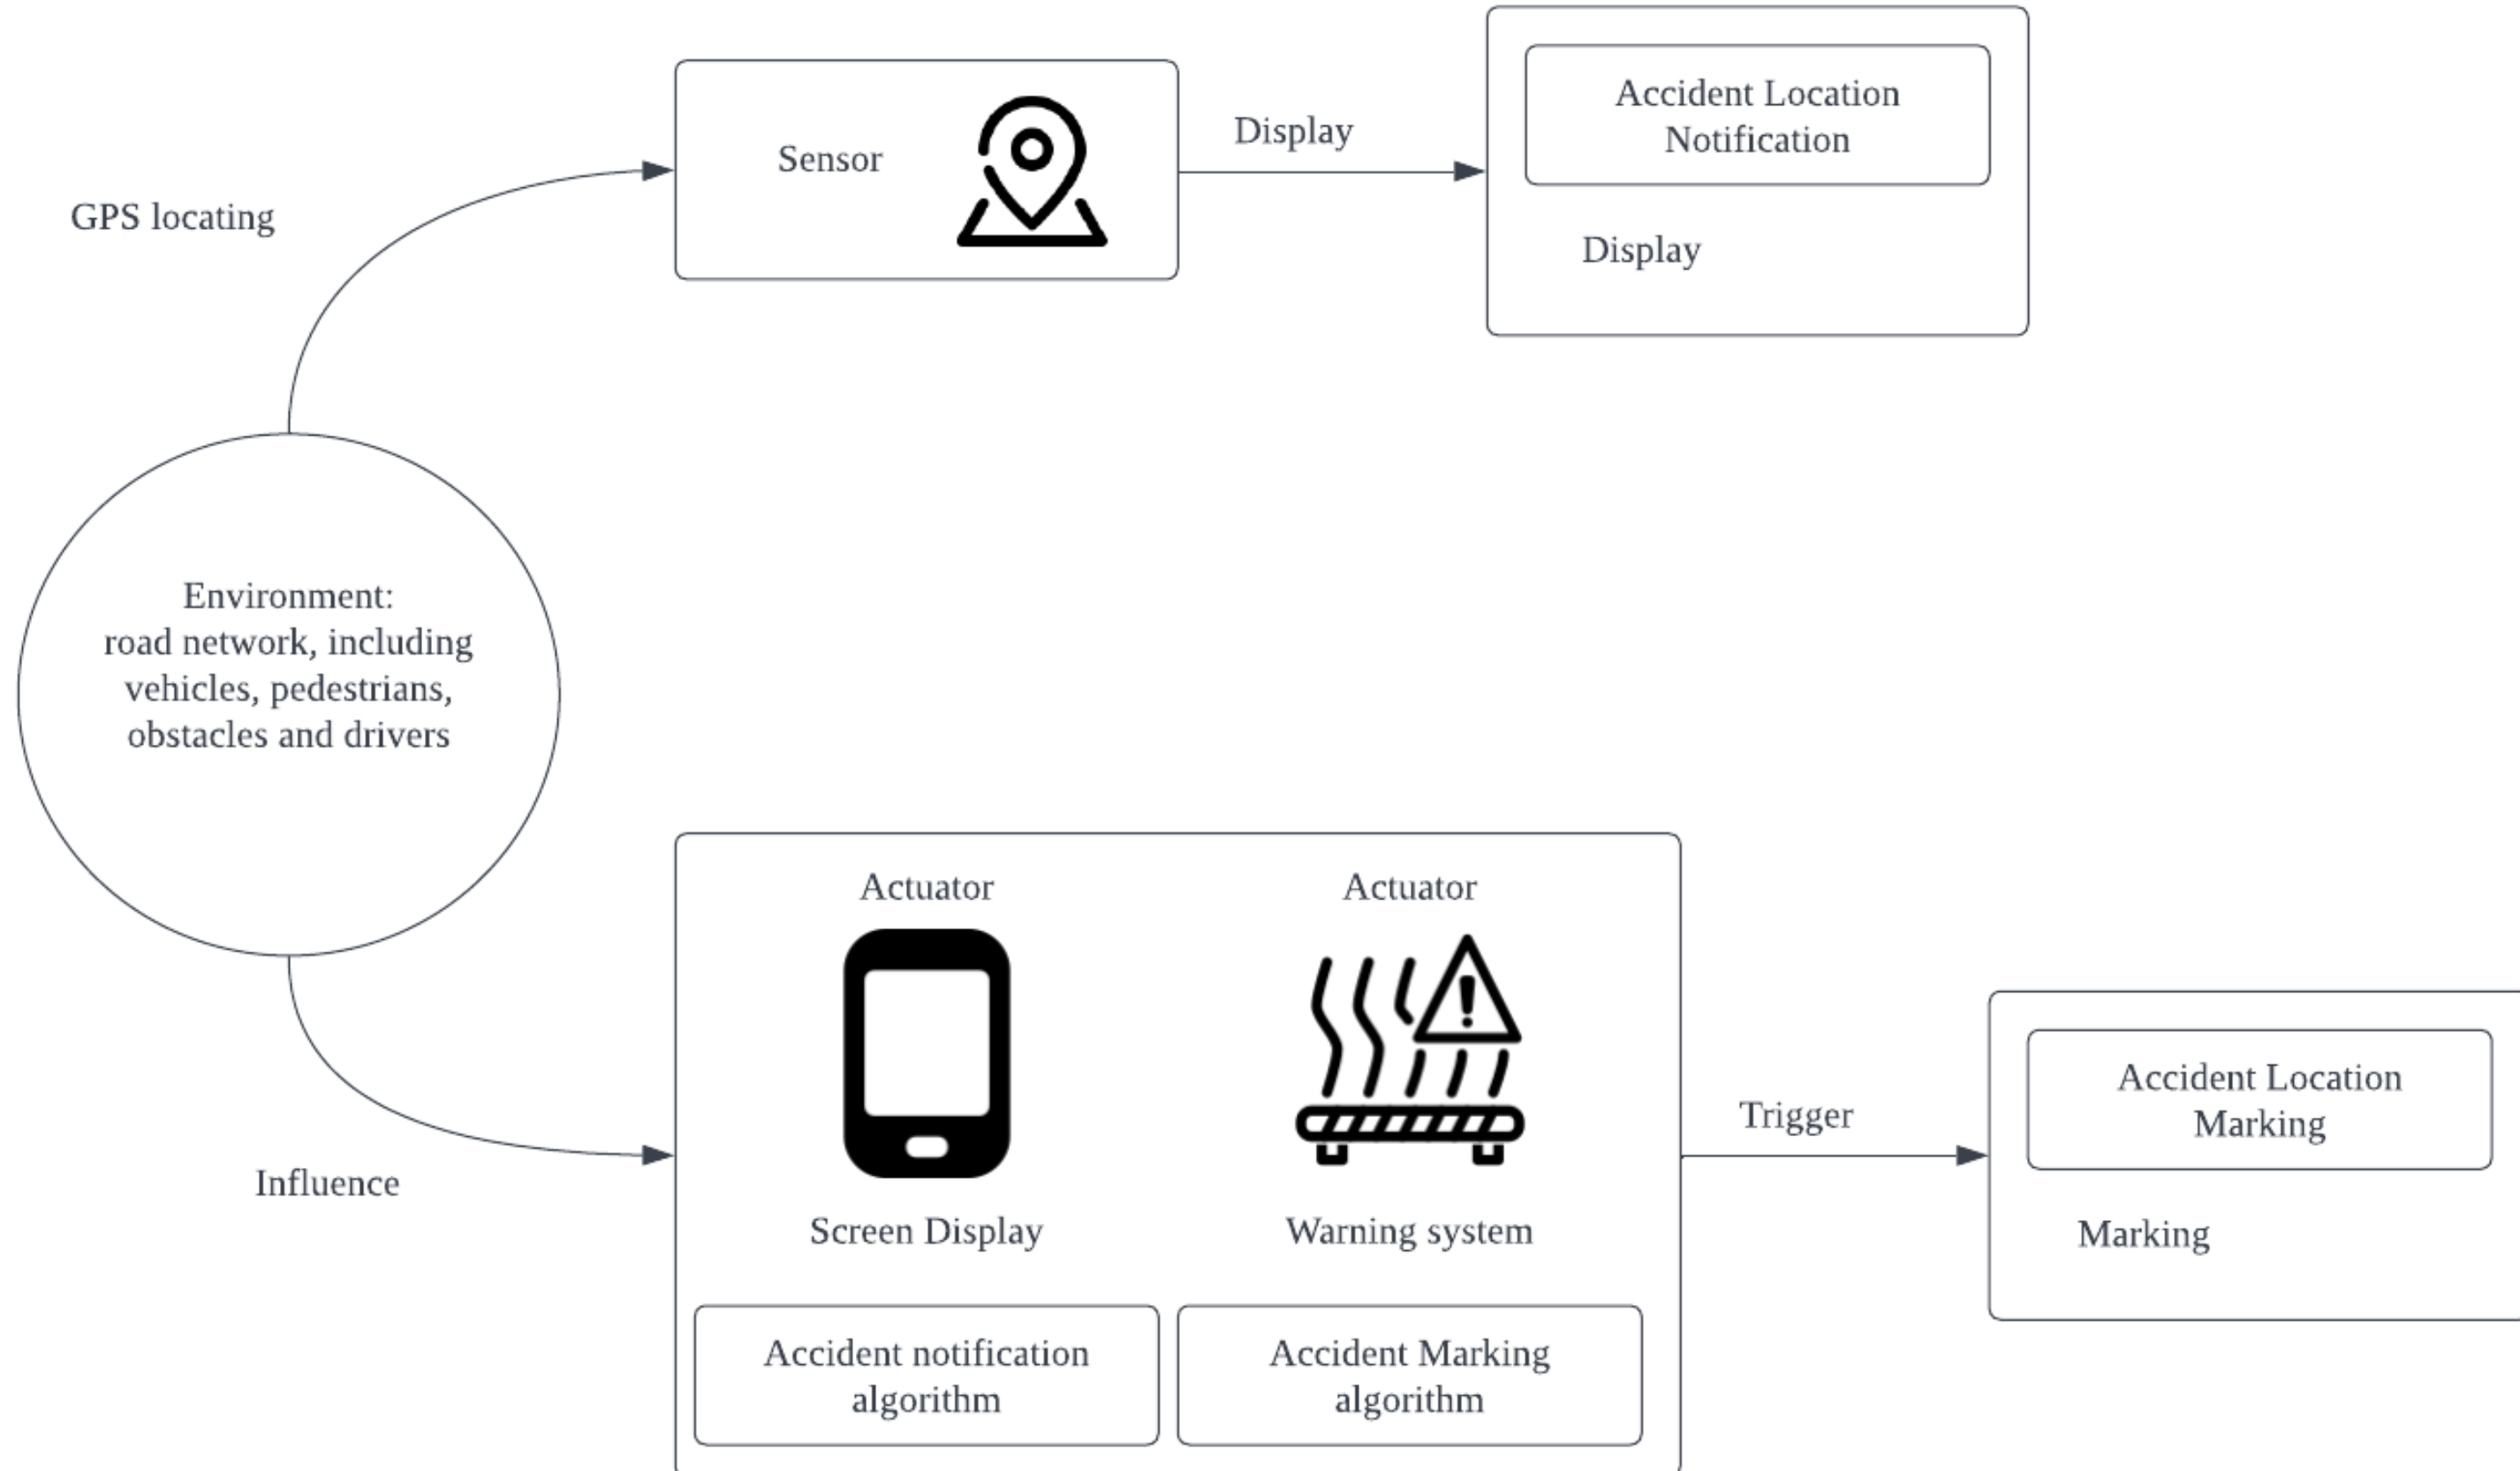 Accident Location
Notification
Display
Sensor
Display
GPS locating
Environment:
road network, including
vehicles, pedestrians,
obstacles and drivers
Influence
Actuator
Actuator
Screen Display
Warning system
Accident notification
algorithm
Accident Marking
algorithm
Trigger
Accident Location
Marking
Marking